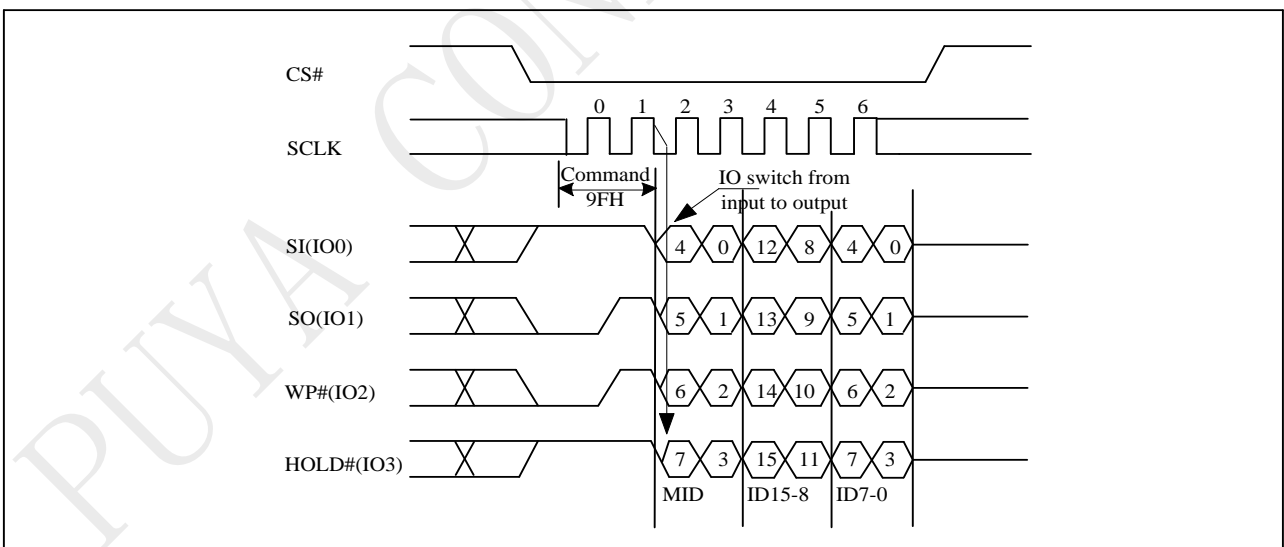 PUYA CON
CS#
0 1 2 3 4 5 6
SCLK
Command
9FH
IO switch from
input to output
SI(IO0) 4 0 12 8 4 0
SO(IO1) 5 1 13 9 5 1
WP#(IO2) 6 2 14 10 6 2
HOLD#(IO3) 7 3 15 11 7 3
MID ID15-8 ID7-0